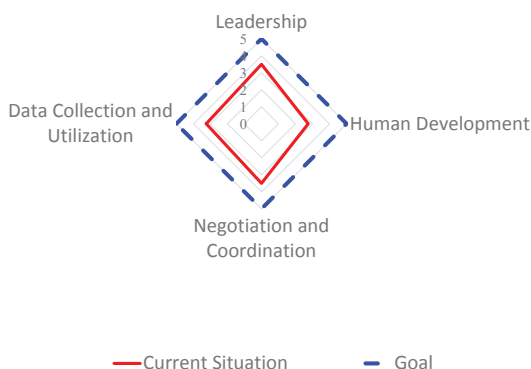 Leadership
5
4
3
2
1
0
Data Collection and
Utilization
Human Development
Negotiation and
Coordination
Current Situation
Goal